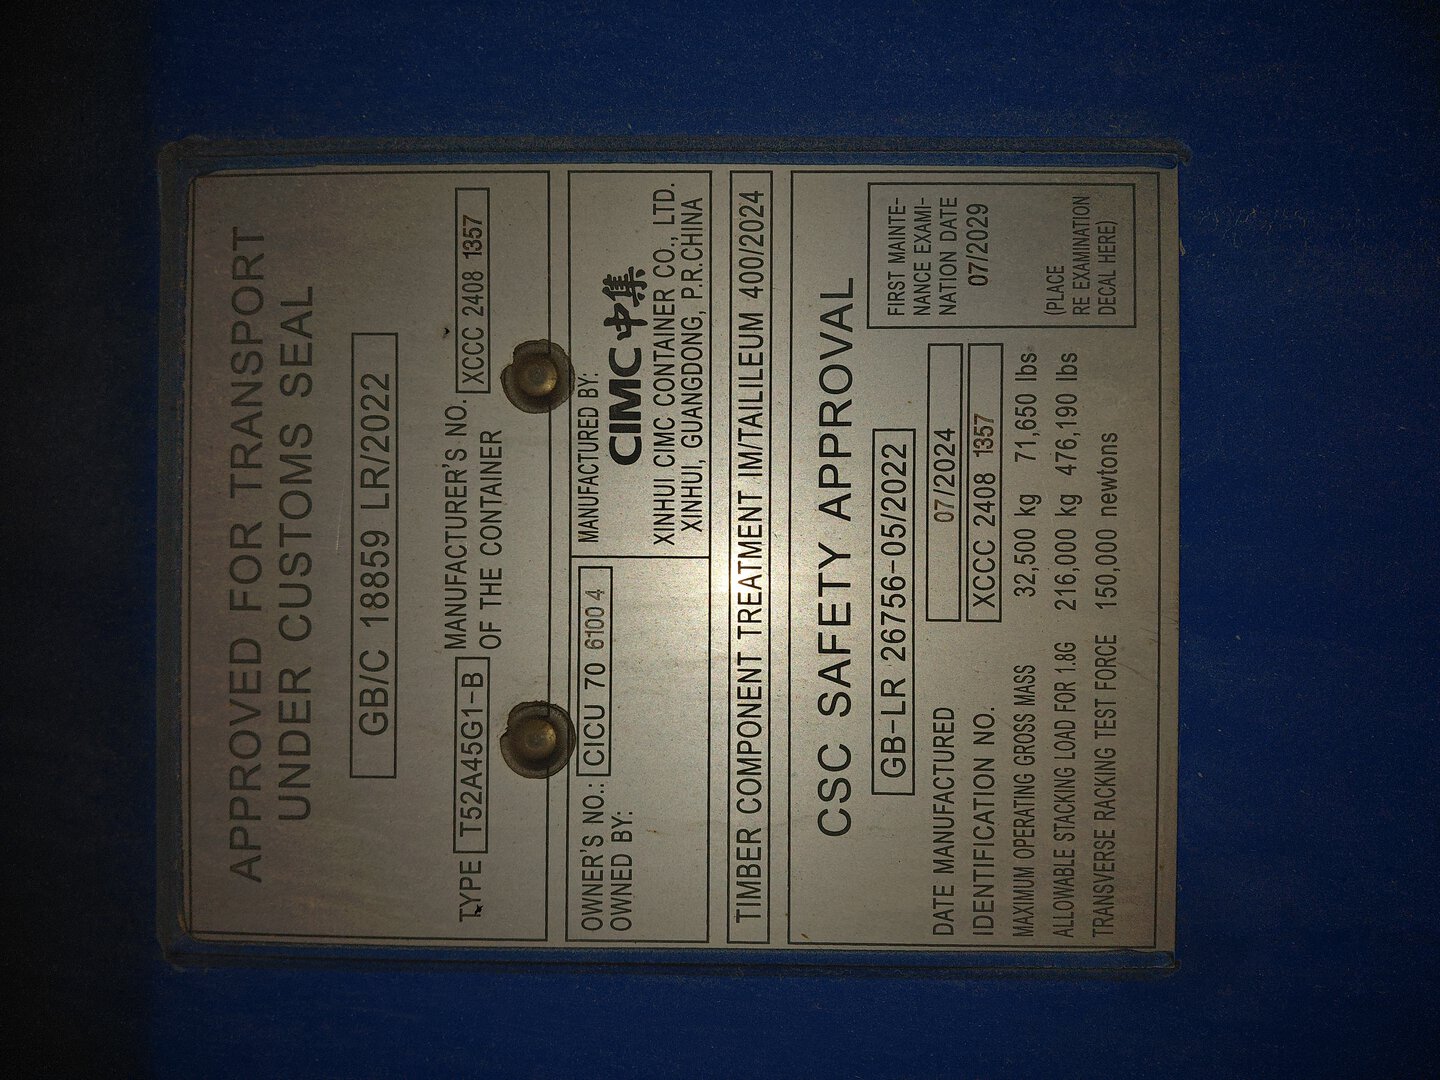 APPROVED FOR TRANSPORT
UNDER CUSTOMS SEAL
GB/C 18859 LR/2022
TYPE T52A45G1-B MANUFACTURER'S NO. XCCC 2408 1357
OF THE CONTAINER
OWNER'S NO.: CICU 70 6100 4
OWNED BY:
MANUFACTURED BY:
CIMC 中集
XINHUI CIMC CONTAINER CO., LTD.
XINHUI, GUANGDONG, P.R.CHINA
TIMBER COMPONENT TREATMENT IM/TAILILEUM 400/2024
CSC SAFETY APPROVAL
GB-LR 26756-05/2022
DATE MANUFACTURED 07/2024
IDENTIFICATION NO. XCCC 2408 1357
MAXIMUM OPERATING GROSS MASS 32,500 kg 71,650 lbs
ALLOWABLE STACKING LOAD FOR 1.8G 216,000 kg 476,190 lbs
TRANSVERSE RACKING TEST FORCE 150,000 newtons
FIRST MAINTE-
NANCE EXAMI-
NATION DATE
07/2029
(PLACE
RE EXAMINATION
DECAL HERE)